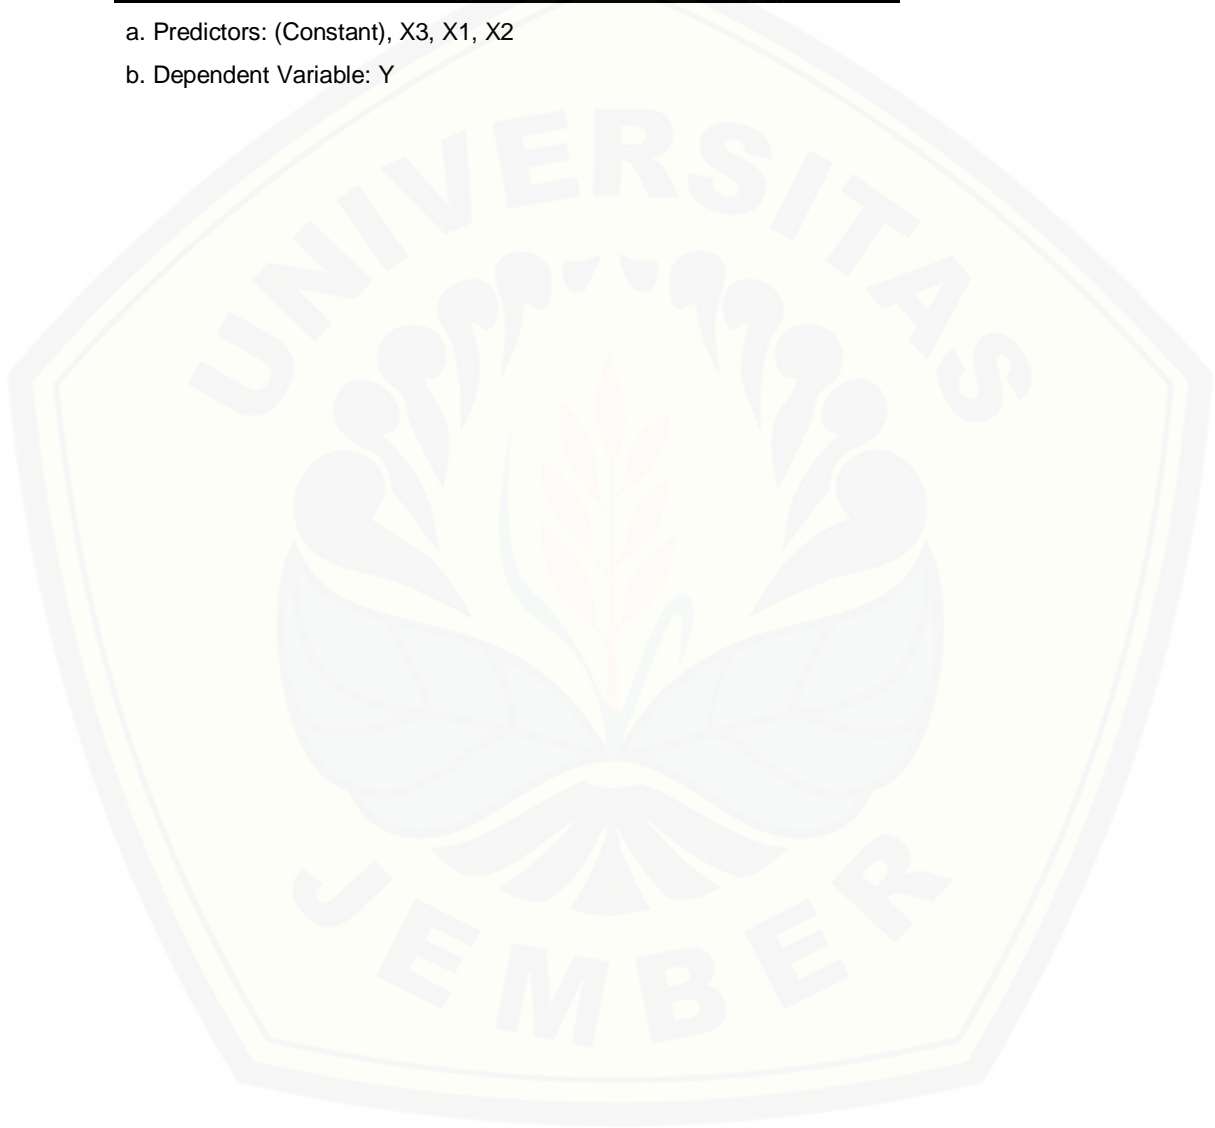 a. Predictors: (Constant), X3, X1, X2
b. Dependent Variable: Y
UNIVERSITAS
JEMBER